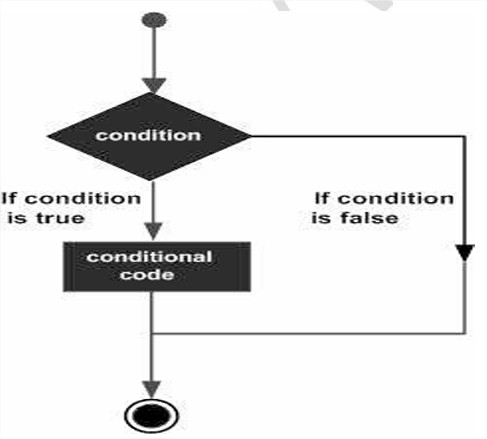 condition
If condition
is true
If condition
is false
conditional
code